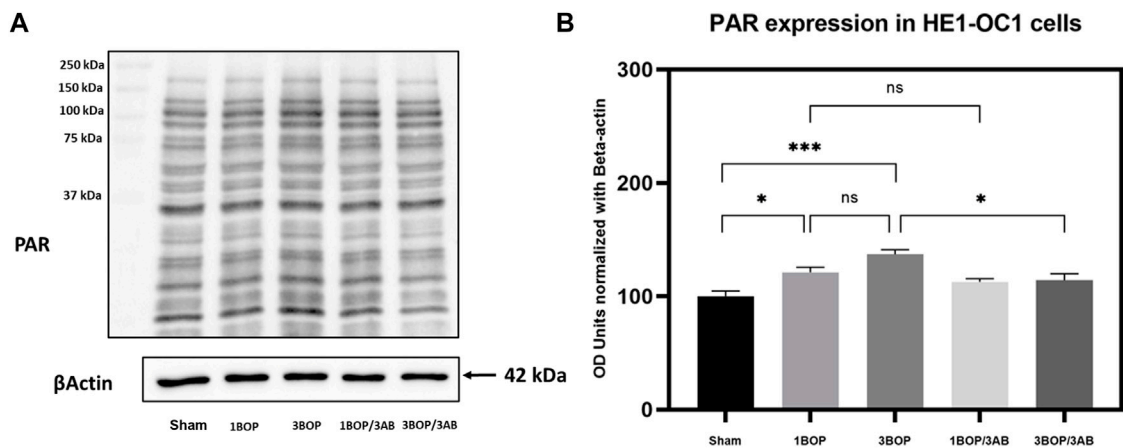 A
250 kDa
150 kDa
100 kDa
75 kDa
37 kDa
PAR
βActin
42 kDa
Sham 1BOP 3BOP 1BOP/3AB 3BOP/3AB
B
PAR expression in HE1-OC1 cells
OD Units normalized with Beta-actin
300
200
100
0
ns
***
*
ns
*
Sham 1BOP 3BOP 1BOP/3AB 3BOP/3AB